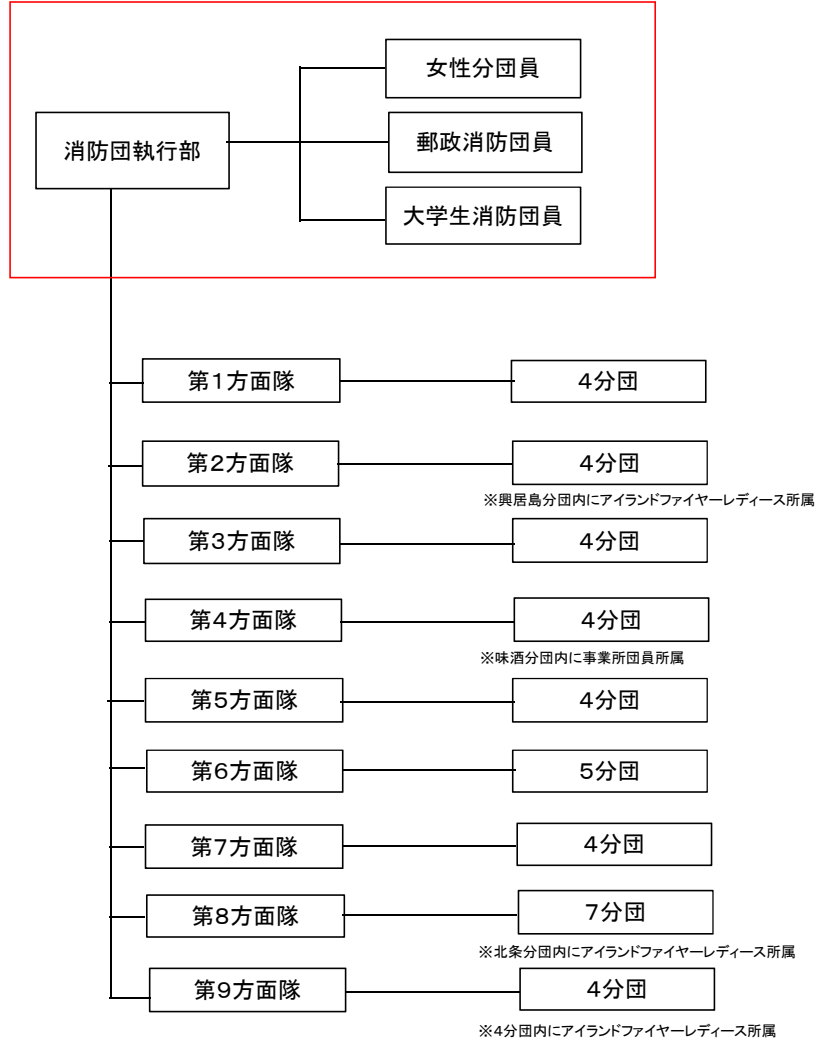 女性分団員
消防団執行部
郵政消防団員
大学生消防団員
第1方面隊
4分団
第2方面隊
4分団
※興居島分団内にアイランドファイヤーレディース所属
第3方面隊
4分団
第4方面隊
4分団
※味酒分団内に事業所団員所属
第5方面隊
4分団
第6方面隊
5分団
第7方面隊
4分団
第8方面隊
7分団
※北条分団内にアイランドファイヤーレディース所属
第9方面隊
4分団
※4分団内にアイランドファイヤーレディース所属